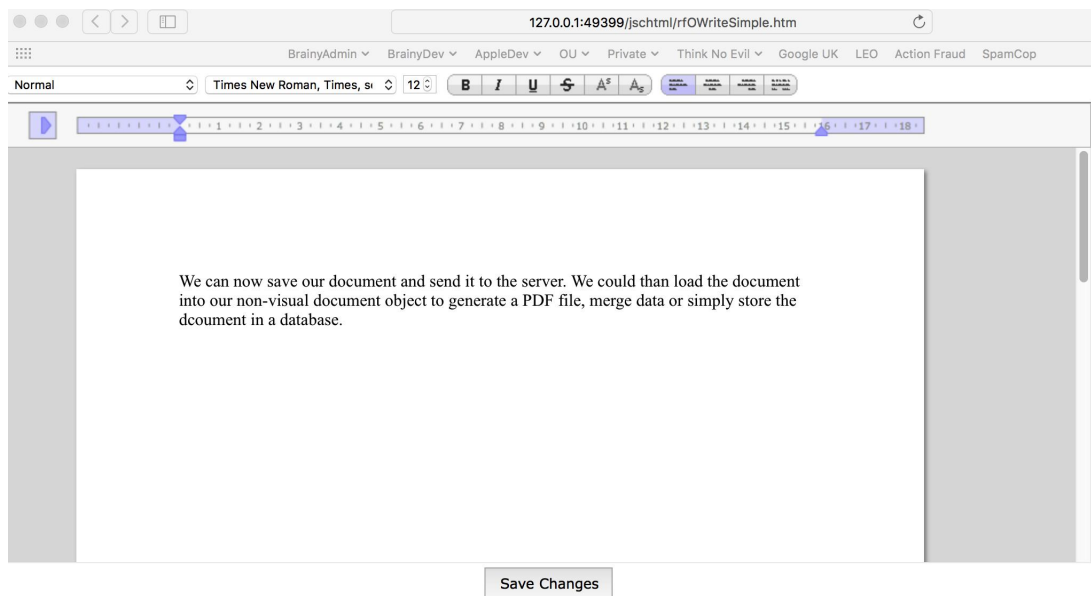 127.0.0.1:49399/jschtml/rfOWriteSimple.htm
BrainyAdmin BrainyDev AppleDev OU Private Think No Evil Google UK LEO Action Fraud SpamCop
Normal Times New Roman, Times, se 12 B I U S A^s A_s
1 2 3 4 5 6 7 8 9 10 11 12 13 14 15 16 17 18
We can now save our document and send it to the server. We could than load the document
into our non-visual document object to generate a PDF file, merge data or simply store the
dcoument in a database.
Save Changes